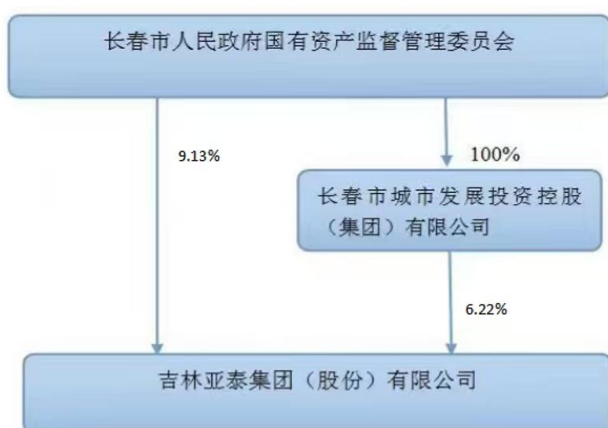 长春市人民政府国有资产监督管理委员会
9.13%
100%
长春市城市发展投资控股
（集团）有限公司
6.22%
吉林亚泰集团（股份）有限公司